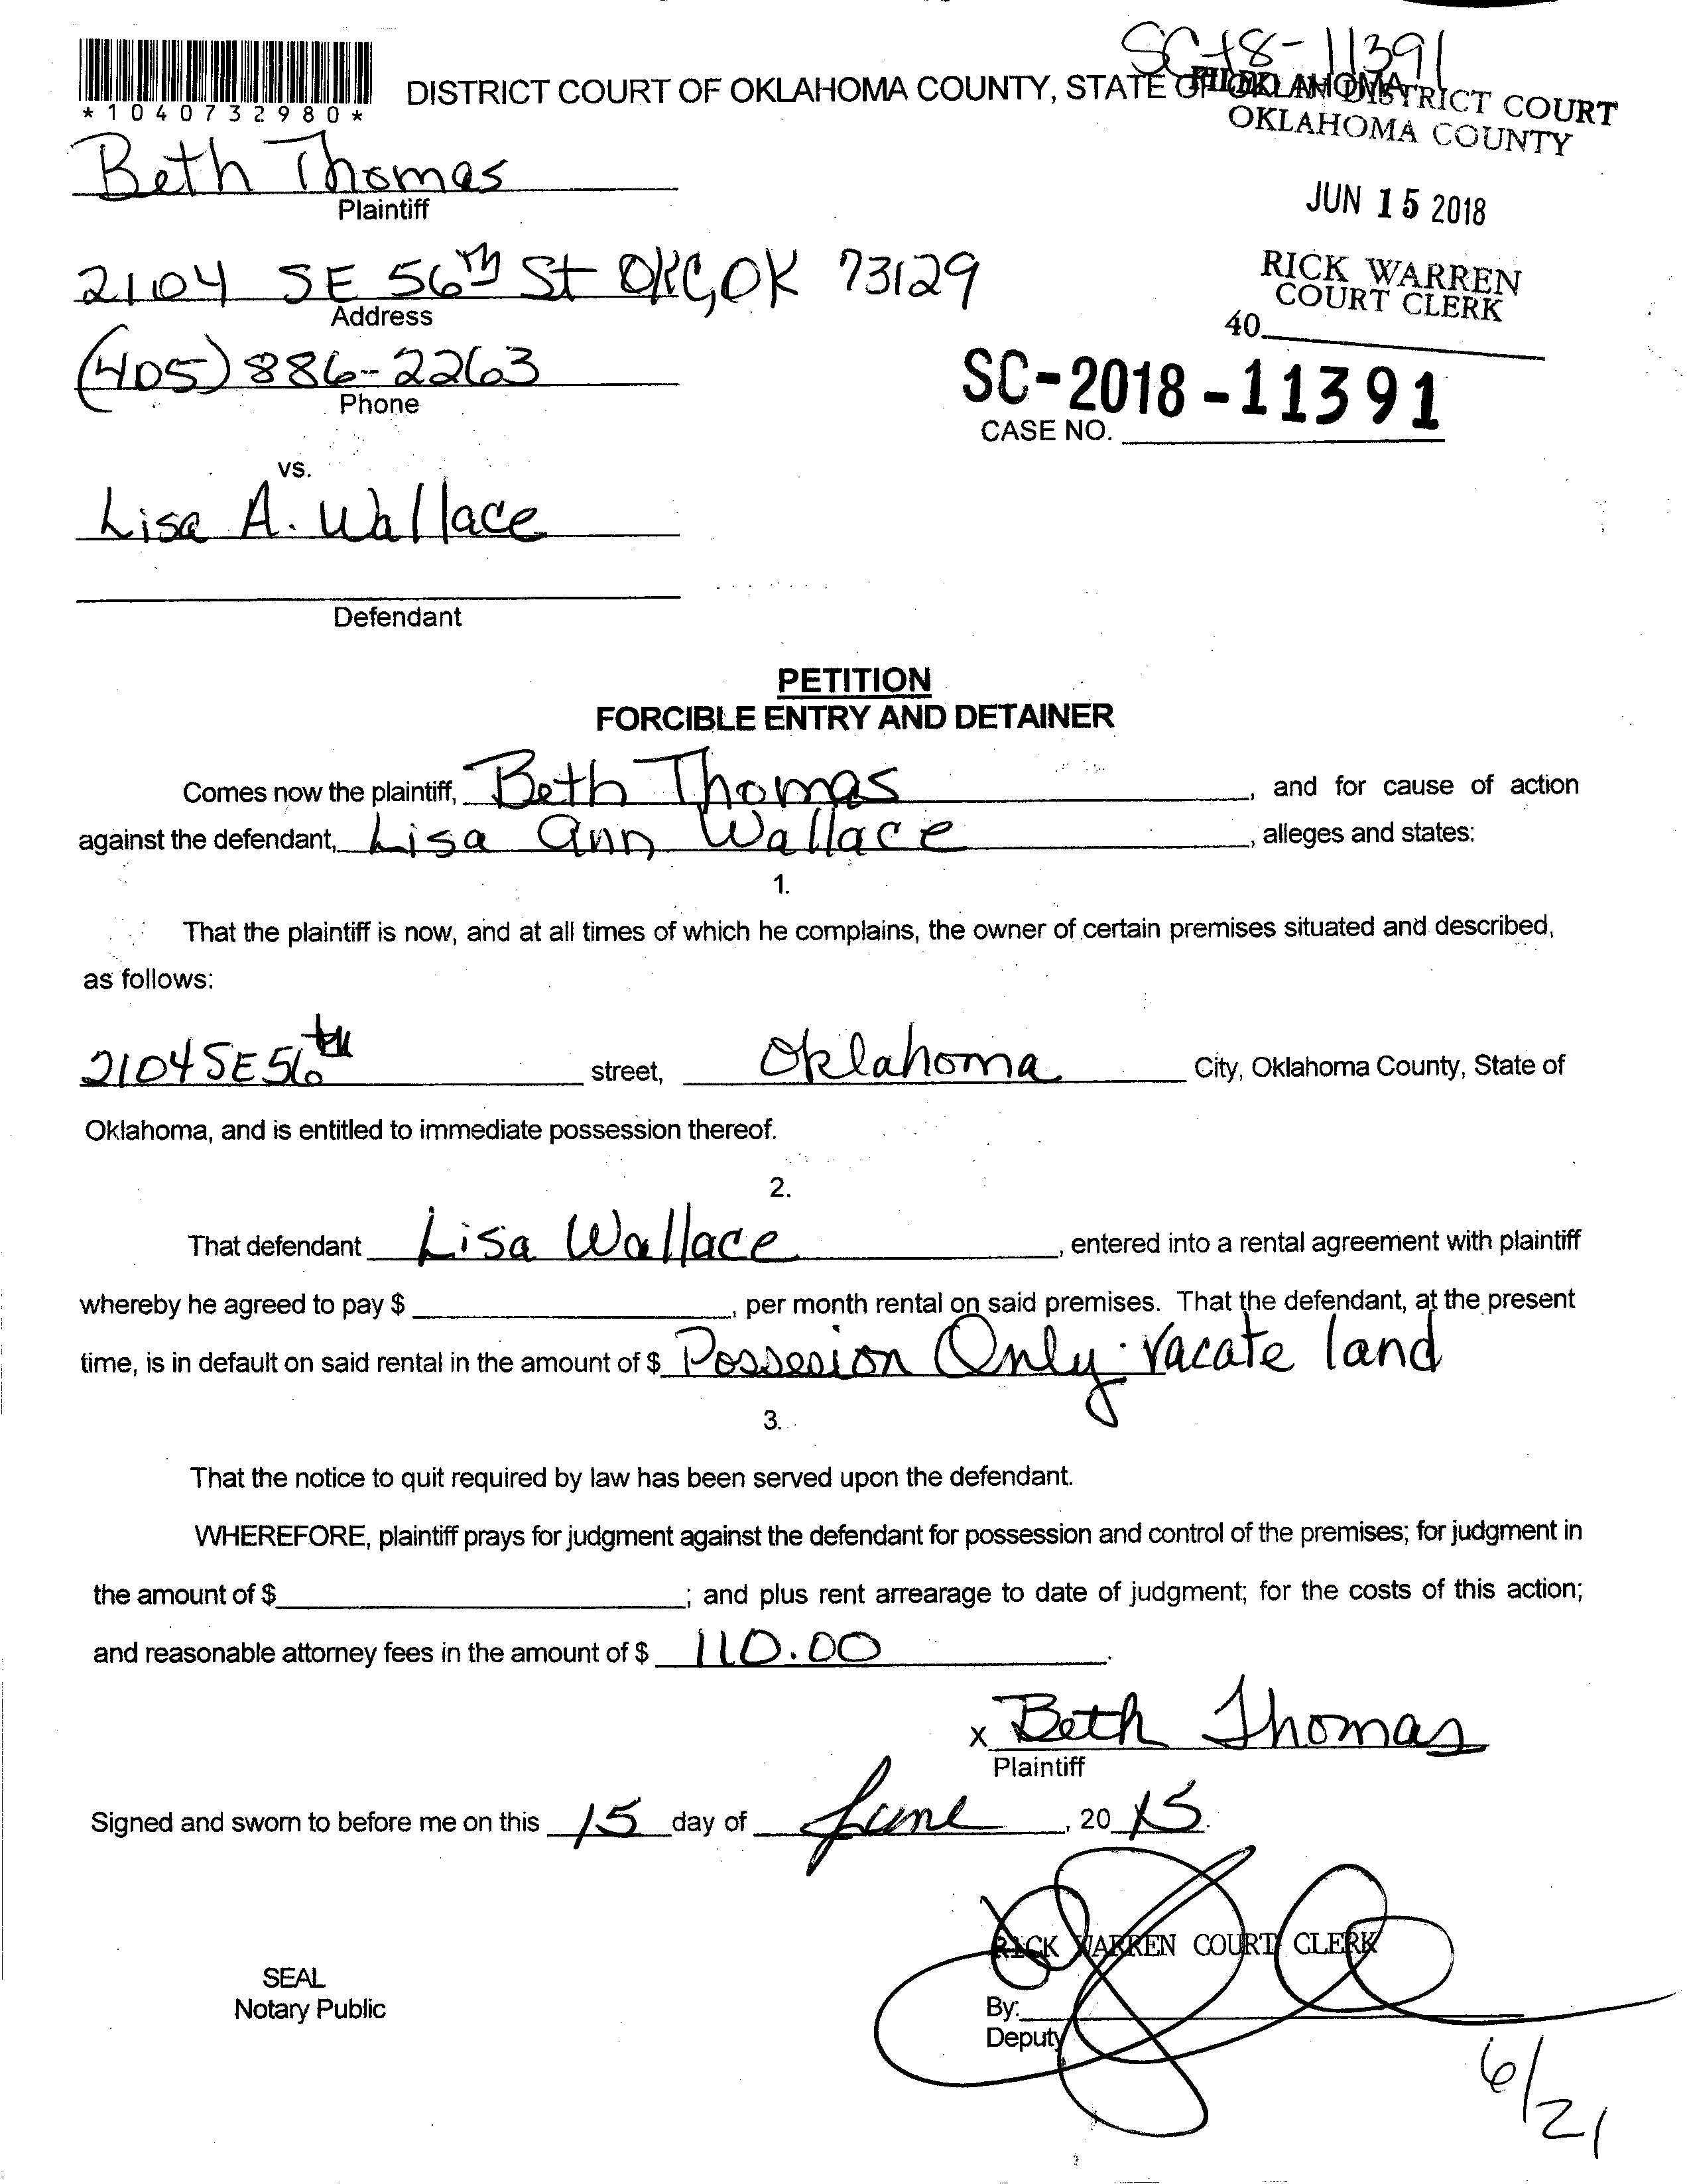 SC-18-11391
*1040732980*
DISTRICT COURT OF OKLAHOMA COUNTY, STATE OF OKLAHOMA
FILED IN DISTRICT COURT
OKLAHOMA COUNTY
Beth Thomas
Plaintiff
JUN 15 2018
2104 SE 56th St OKC, OK 73129
Address
RICK WARREN
COURT CLERK
40
(405) 886-2263
Phone
SC-2018-11391
CASE NO.
vs.
Lisa A. Wallace
Defendant
PETITION
FORCIBLE ENTRY AND DETAINER
Comes now the plaintiff, Beth Thomas, and for cause of action
against the defendant, Lisa Ann Wallace, alleges and states:
1.
That the plaintiff is now, and at all times of which he complains, the owner of certain premises situated and described,
as follows:
2104 SE 56th street, Oklahoma City, Oklahoma County, State of
Oklahoma, and is entitled to immediate possession thereof.
2.
That defendant Lisa Wallace, entered into a rental agreement with plaintiff
whereby he agreed to pay $, per month rental on said premises. That the defendant, at the present
time, is in default on said rental in the amount of $ Possesion Only. Vacate land
3.
That the notice to quit required by law has been served upon the defendant.
WHEREFORE, plaintiff prays for judgment against the defendant for possession and control of the premises; for judgment in
the amount of $; and plus rent arrearage to date of judgment; for the costs of this action;
and reasonable attorney fees in the amount of $ 110.00.
x Beth Thomas
Plaintiff
Signed and sworn to before me on this 15 day of June, 20 15.
RICK WARREN COURT CLERK
SEAL
Notary Public
By:
Deputy
6/21